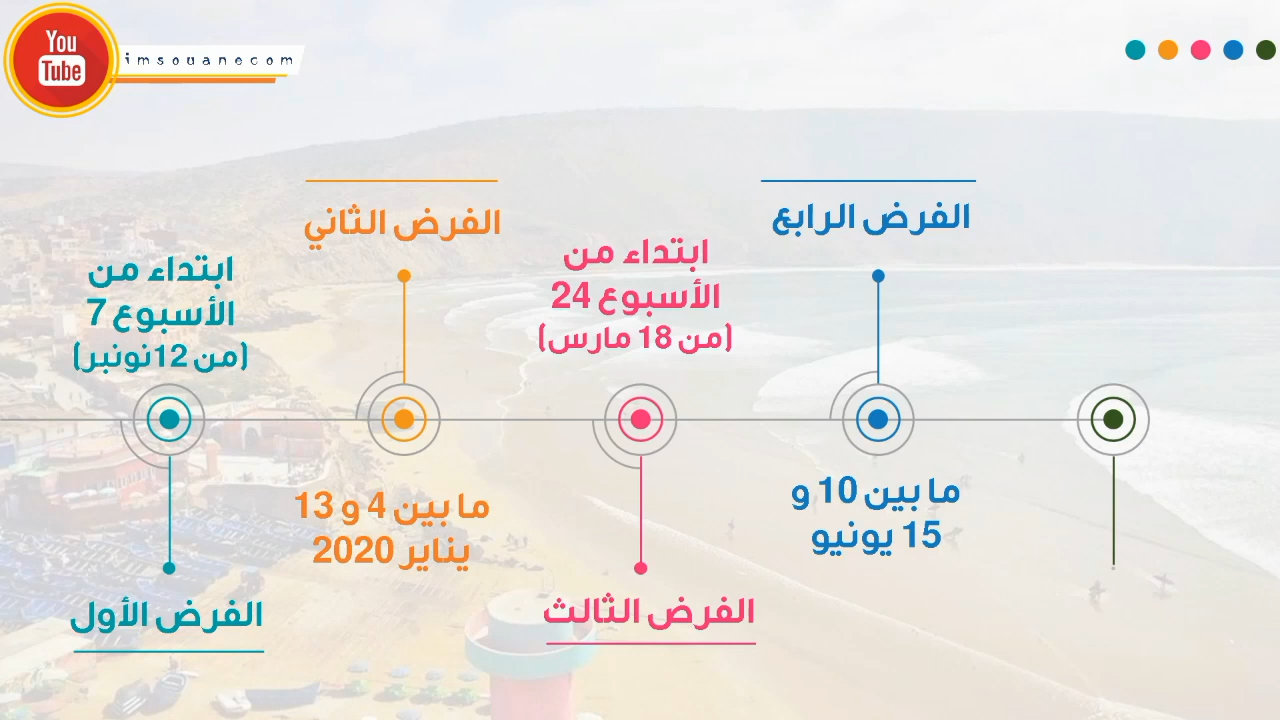 You
Tube
imsouanecom
ابتداء من
الأسبوع 7
(من 12نونبر)
الفرض الأول
الفرض الثاني
ما بين 4 و 13
يناير 2020
ابتداء من
الأسبوع 24
(من 18 مارس)
الفرض الثالث
الفرض الرابع
ما بين 10 و
15 يونيو